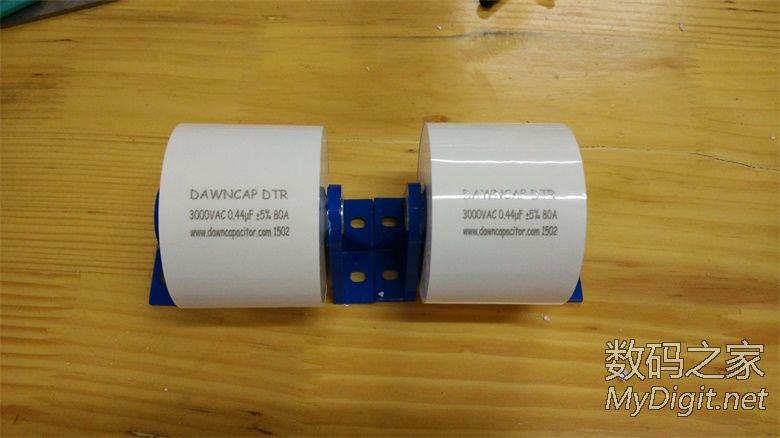 DAWNCAP DTR
3000VAC 0.44µF ±5% 80A
www.dawncapacitor.com 1502
DAWNCAP DTR
3000VAC 0.44µF ±5% 80A
www.dawncapacitor.com 1502
数码之家
MyDigit.net